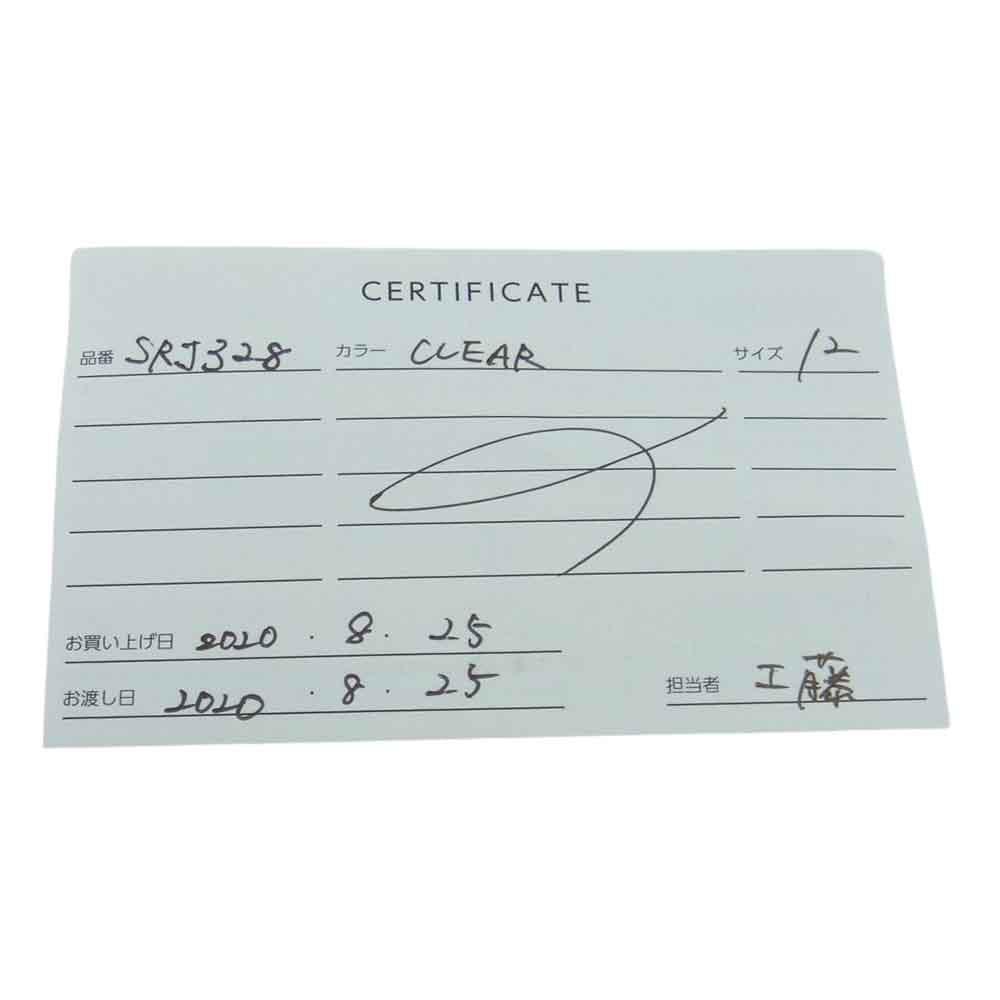 CERTIFICATE
品番 SRJ328 カラー CLEAR サイズ 12
お買い上げ日 2020 . 8 . 25
お渡し日 2020 . 8 . 25 担当者 工藤